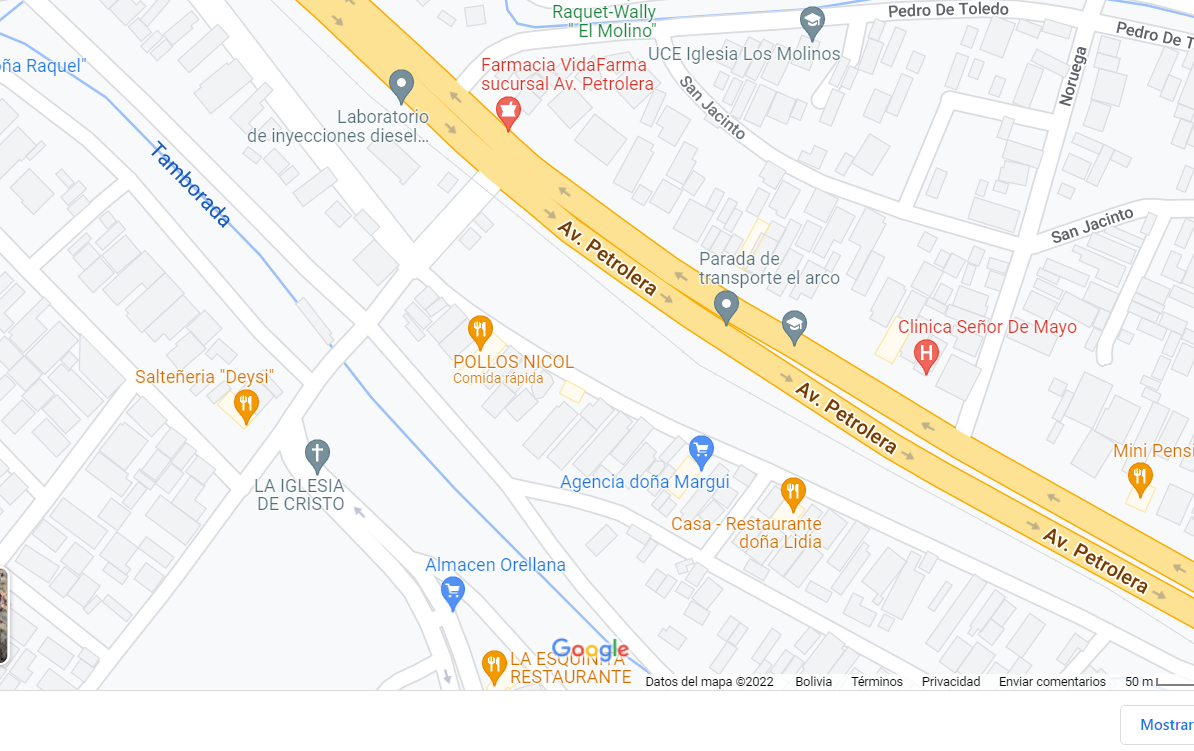 Raquet-Wally
" El Molino"
Pedro De Toledo
Pedro De T
UCE Iglesia Los Molinos
oña Raquel"
Farmacia VidaFarma
sucursal Av. Petrolera
Noruega
San Jacinto
Laboratorio
de inyecciones diesel...
Tamborada
San Jacinto
Av. Petrolera
Parada de
transporte el arco
Clinica Señor De Mayo
POLLOS NICOL
Comida rápida
Salteñeria "Deysi"
Av. Petrolera
Mini Pensi
Agencia doña Margui
LA IGLESIA
DE CRISTO
Casa - Restaurante
doña Lidia
Av. Petrolera
Almacen Orellana
Google
LA ESQUINITA
RESTAURANTE
Datos del mapa ©2022 Bolivia Términos Privacidad Enviar comentarios 50 m
Mostrar